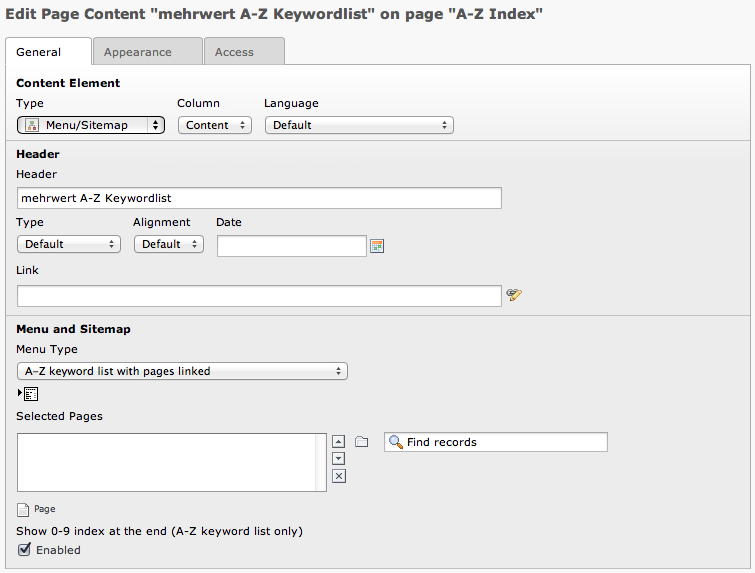 Edit Page Content "mehrwert A-Z Keywordlist" on page "A-Z Index"
General Appearance Access
Content Element
Type Column Language
Menu/Sitemap Content Default
Header
Header
mehrwert A-Z Keywordlist
Type Alignment Date
Default Default
Link
Menu and Sitemap
Menu Type
A-Z keyword list with pages linked
Selected Pages
Find records
Page
Show 0-9 index at the end (A-Z keyword list only)
Enabled